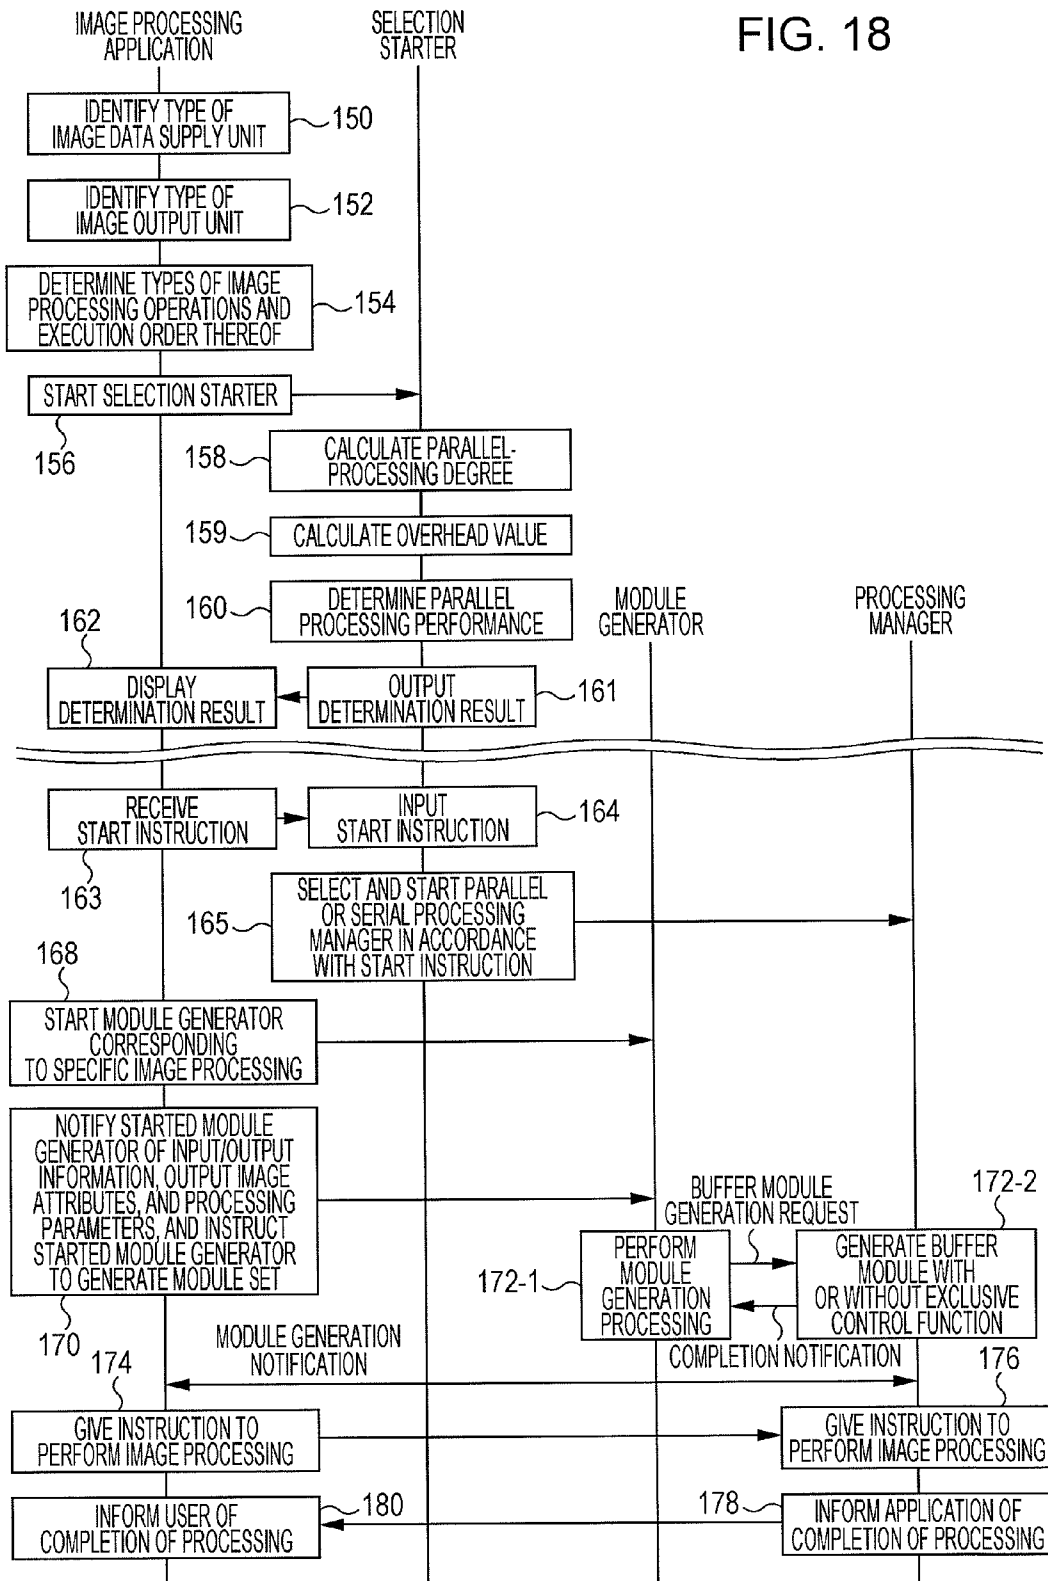 IMAGE PROCESSING
APPLICATION
SELECTION
STARTER
FIG. 18
IDENTIFY TYPE OF
IMAGE DATA SUPPLY UNIT
150
IDENTIFY TYPE OF
IMAGE OUTPUT UNIT
152
DETERMINE TYPES OF IMAGE
PROCESSING OPERATIONS AND
EXECUTION ORDER THEREOF
154
START SELECTION STARTER
156
158
CALCULATE PARALLEL-
PROCESSING DEGREE
159
CALCULATE OVERHEAD VALUE
160
DETERMINE PARALLEL
PROCESSING PERFORMANCE
MODULE
GENERATOR
PROCESSING
MANAGER
162
DISPLAY
DETERMINATION RESULT
OUTPUT
DETERMINATION RESULT
161
RECEIVE
START INSTRUCTION
163
INPUT
START INSTRUCTION
164
165
SELECT AND START PARALLEL
OR SERIAL PROCESSING
MANAGER IN ACCORDANCE
WITH START INSTRUCTION
168
START MODULE GENERATOR
CORRESPONDING
TO SPECIFIC IMAGE PROCESSING
NOTIFY STARTED MODULE
GENERATOR OF INPUT/OUTPUT
INFORMATION, OUTPUT IMAGE
ATTRIBUTES, AND PROCESSING
PARAMETERS, AND INSTRUCT
STARTED MODULE GENERATOR
TO GENERATE MODULE SET
170
BUFFER MODULE
GENERATION REQUEST
172-2
172-1
PERFORM
MODULE
GENERATION
PROCESSING
GENERATE BUFFER
MODULE WITH
OR WITHOUT EXCLUSIVE
CONTROL FUNCTION
COMPLETION NOTIFICATION
MODULE GENERATION
NOTIFICATION
174
176
GIVE INSTRUCTION TO
PERFORM IMAGE PROCESSING
GIVE INSTRUCTION TO
PERFORM IMAGE PROCESSING
INFORM USER OF
COMPLETION OF PROCESSING
180
178
INFORM APPLICATION OF
COMPLETION OF PROCESSING